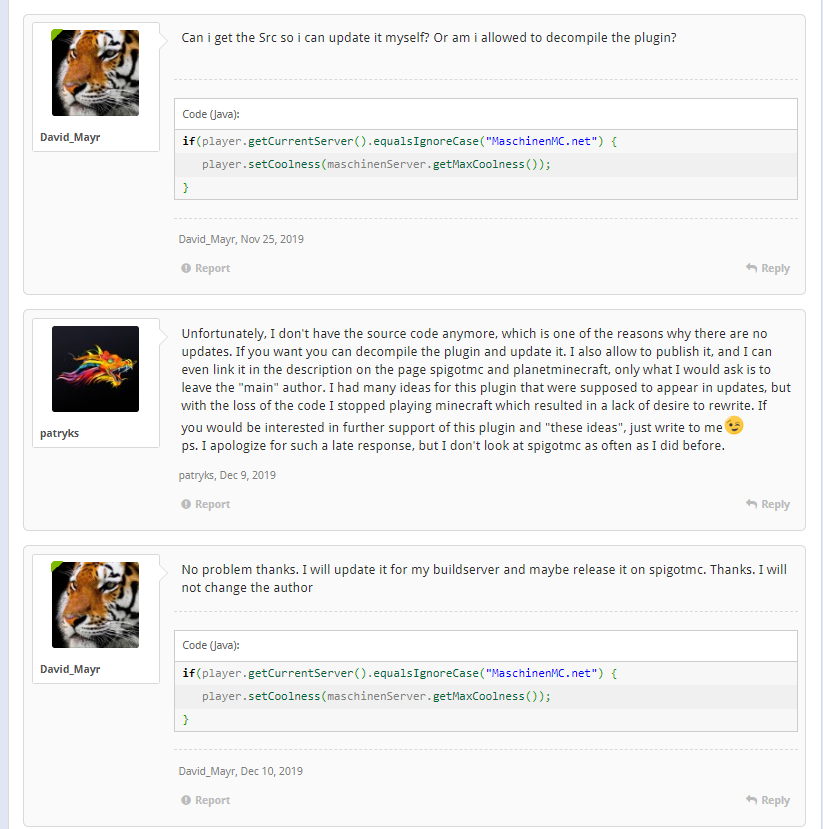 Can i get the Src so i can update it myself? Or am i allowed to decompile the plugin?
David_Mayr
Code (Java):
if(player.getCurrentServer().equalsIgnoreCase("MaschinenMC.net") {
player.setCoolness(maschinenServer.getMaxCoolness());
}
David_Mayr, Nov 25, 2019
Report
Reply
Unfortunately, I don't have the source code anymore, which is one of the reasons why there are no
updates. If you want you can decompile the plugin and update it. I also allow to publish it, and I can
even link it in the description on the page spigotmc and planetminecraft, only what I would ask is to
leave the "main" author. I had many ideas for this plugin that were supposed to appear in updates, but
with the loss of the code I stopped playing minecraft which resulted in a lack of desire to rewrite. If
you would be interested in further support of this plugin and "these ideas", just write to me😉
ps. I apologize for such a late response, but I don't look at spigotmc as often as I did before.
patryks
patryks, Dec 9, 2019
Report
Reply
No problem thanks. I will update it for my buildserver and maybe release it on spigotmc. Thanks. I will
not change the author
David_Mayr
Code (Java):
if(player.getCurrentServer().equalsIgnoreCase("MaschinenMC.net") {
player.setCoolness(maschinenServer.getMaxCoolness());
}
David_Mayr, Dec 10, 2019
Report
Reply